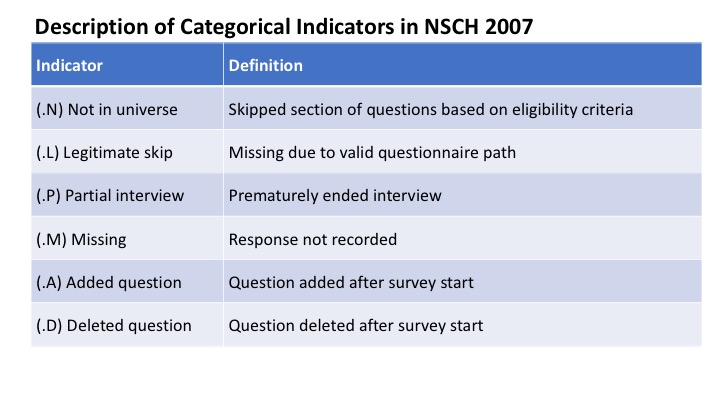 Description of Categorical Indicators in NSCH 2007
Indicator Definition
(.N) Not in universe Skipped section of questions based on eligibility criteria
(.L) Legitimate skip Missing due to valid questionnaire path
(.P) Partial interview Prematurely ended interview
(.M) Missing Response not recorded
(.A) Added question Question added after survey start
(.D) Deleted question Question deleted after survey start